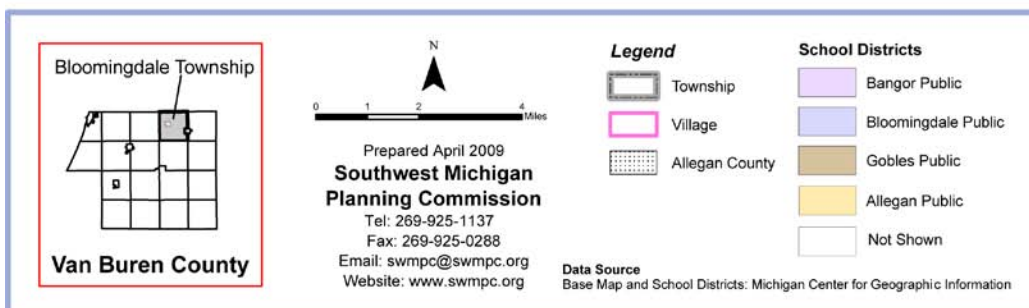 Bloomingdale Township
Van Buren County
N
0 1 2 4
Miles
Prepared April 2009
Southwest Michigan
Planning Commission
Tel: 269-925-1137
Fax: 269-925-0288
Email: swmpc@swmpc.org
Website: www.swmpc.org
Legend
Township
Village
Allegan County
School Districts
Bangor Public
Bloomingdale Public
Gobles Public
Allegan Public
Not Shown
Data Source
Base Map and School Districts: Michigan Center for Geographic Information